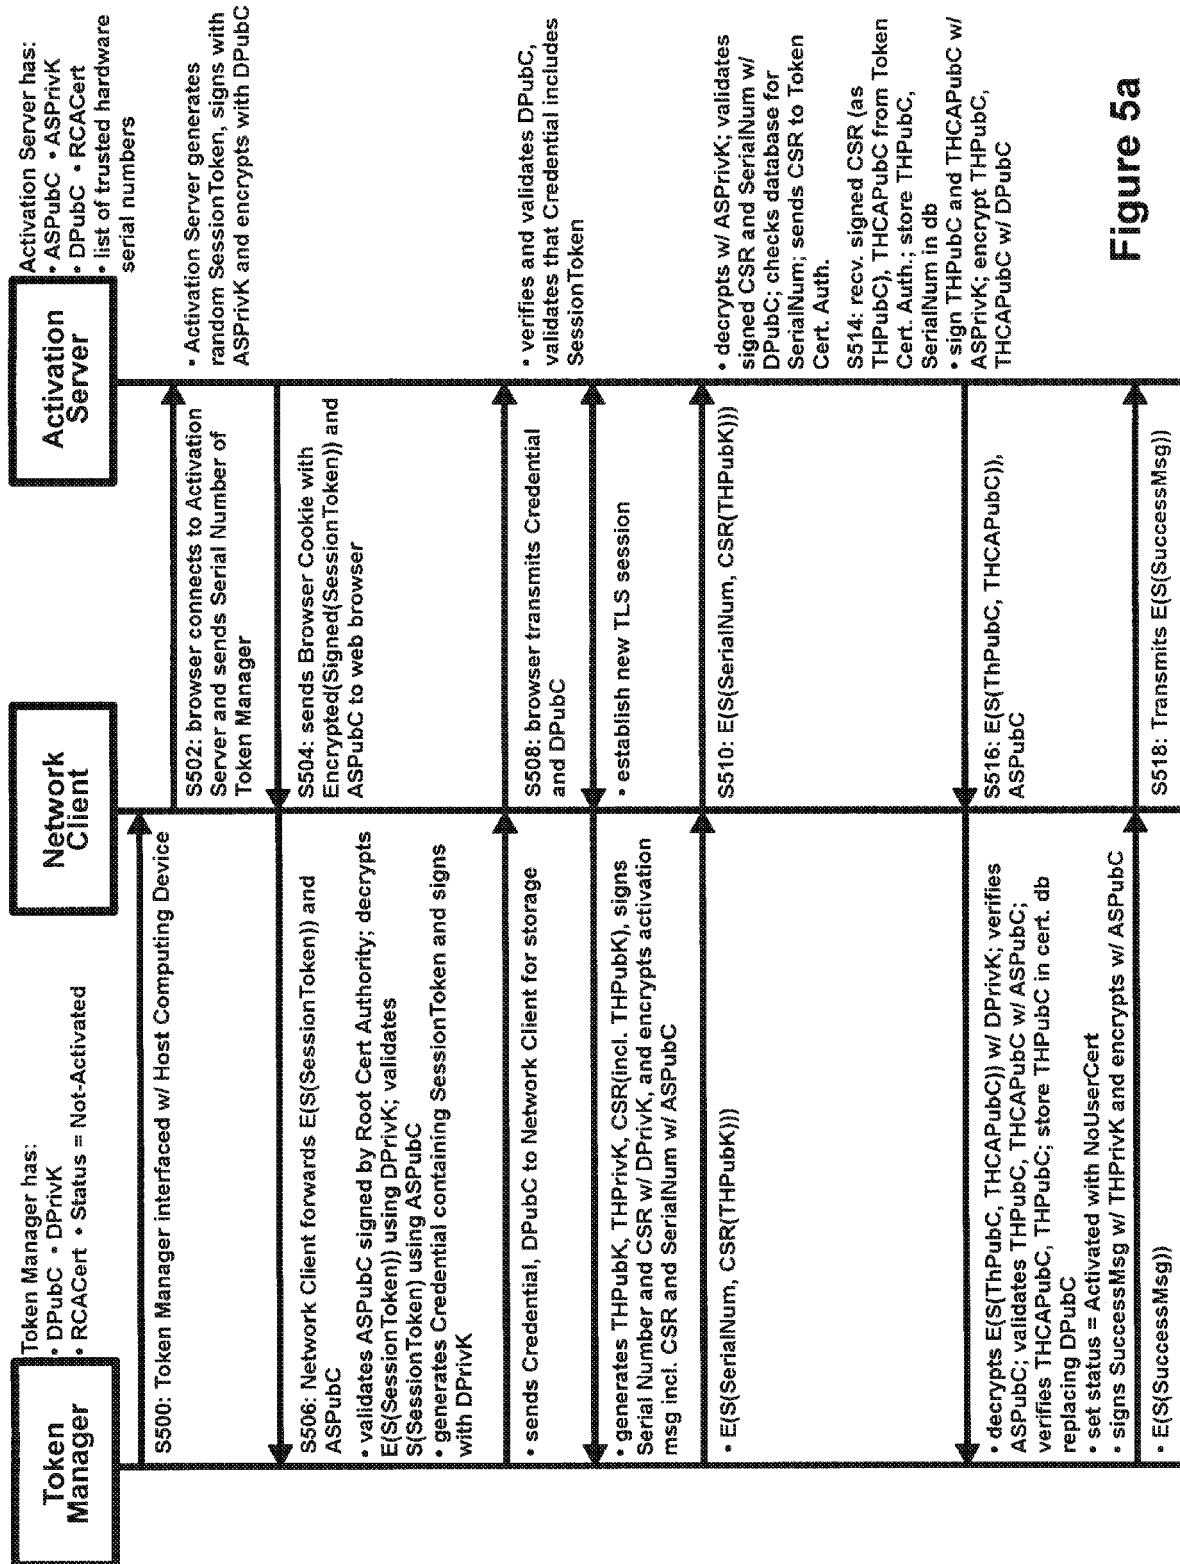 Token
Manager
Token Manager has:
• DPubC • DPrivK
• RCACert • Status = Not-Activated
Network
Client
Activation
Server
Activation Server has:
• ASPubC • ASPrivK
• DPubC • RCACert
• list of trusted hardware
serial numbers
S500: Token Manager interfaced w/ Host Computing Device
S502: browser connects to Activation
Server and sends Serial Number of
Token Manager
• Activation Server generates
random SessionToken, signs with
ASPrivK and encrypts with DPubC
S504: sends Browser Cookie with
Encrypted(Signed(SessionToken)) and
ASPubC to web browser
S506: Network Client forwards E(S(SessionToken)) and
ASPubC
• validates ASPubC signed by Root Cert Authority; decrypts
E(S(SessionToken)) using DPrivK; validates
S(SessionToken) using ASPubC
• generates Credential containing SessionToken and signs
with DPrivK
• sends Credential, DPubC to Network Client for storage
S508: browser transmits Credential
and DPubC
• verifies and validates DPubC,
validates that Credential includes
SessionToken
• establish new TLS session
• generates THPubK, THPrivK, CSR(incl. THPubK), signs
Serial Number and CSR w/ DPrivK, and encrypts activation
msg incl. CSR and SerialNum w/ ASPubC
• E(S(SerialNum, CSR(THPubK)))
S510: E(S(SerialNum, CSR(THPubK)))
• decrypts w/ ASPrivK; validates
signed CSR and SerialNum w/
DPubC; checks database for
SerialNum; sends CSR to Token
Cert. Auth.
S514: recv. signed CSR (as
THPubC), THCAPubC from Token
Cert. Auth.; store THPubC,
SerialNum in db
• sign THPubC and THCAPubC w/
ASPrivK; encrypt THPubC,
THCAPubC w/ DPubC
S516: E(S(ThPubC, THCAPubC)),
ASPubC
• decrypts E(S(ThPubC, THCAPubC)) w/ DPrivK; verifies
ASPubC; validates THPubC, THCAPubC w/ ASPubC;
verifies THCAPubC, THPubC; store THPubC in cert. db
replacing DPubC
• set status = Activated with NoUserCert
• signs SuccessMsg w/ THPrivK and encrypts w/ ASPubC
• E(S(SuccessMsg))
S518: Transmits E(S(SuccessMsg))
Figure 5a